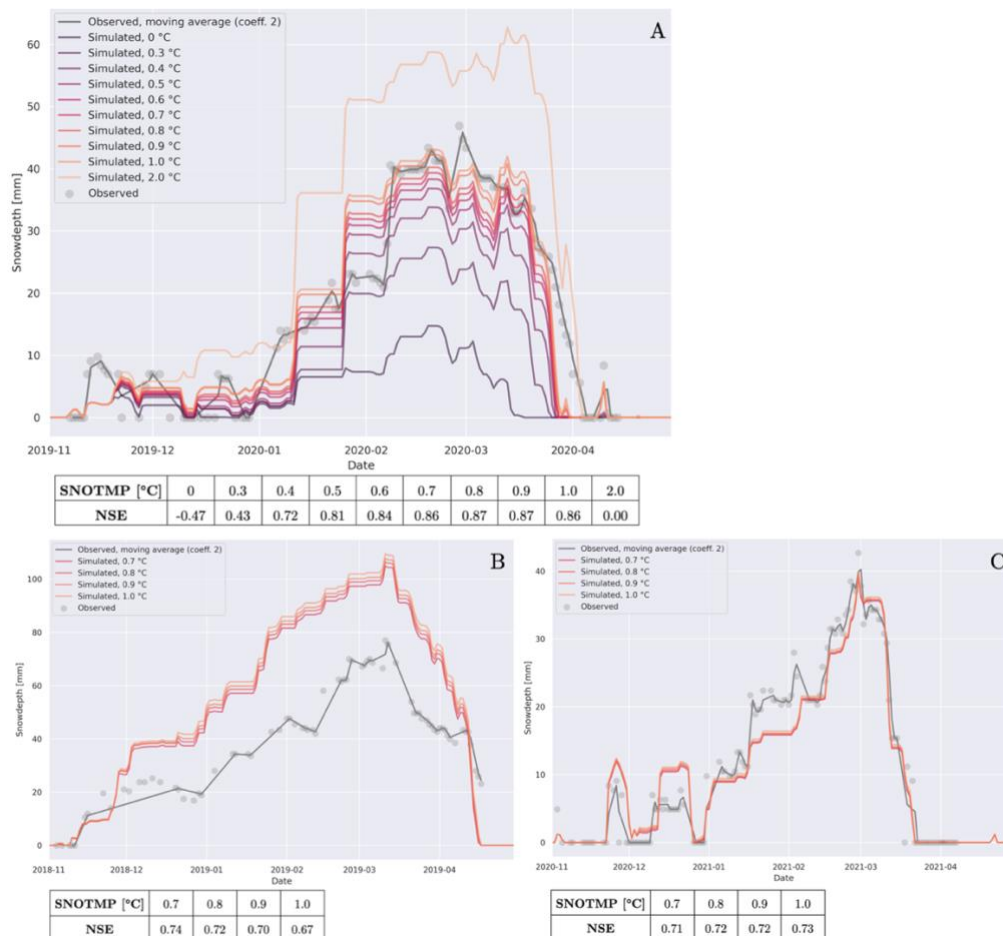 A
Observed, moving average (coeff. 2)
Simulated, 0 °C
Simulated, 0.3 °C
Simulated, 0.4 °C
Simulated, 0.5 °C
Simulated, 0.6 °C
Simulated, 0.7 °C
Simulated, 0.8 °C
Simulated, 0.9 °C
Simulated, 1.0 °C
Simulated, 2.0 °C
Observed
Snowdepth [mm]
60
50
40
30
20
10
0
2019-11 2019-12 2020-01 2020-02 2020-03 2020-04
Date
SNOTMP [°C] 0 0.3 0.4 0.5 0.6 0.7 0.8 0.9 1.0 2.0
NSE -0.47 0.43 0.72 0.81 0.84 0.86 0.87 0.87 0.86 0.00
B
Observed, moving average (coeff. 2)
Simulated, 0.7 °C
Simulated, 0.8 °C
Simulated, 0.9 °C
Simulated, 1.0 °C
Observed
Snowdepth [mm]
100
80
60
40
20
0
2018-11 2018-12 2019-01 2019-02 2019-03 2019-04
Date
SNOTMP [°C] 0.7 0.8 0.9 1.0
NSE 0.74 0.72 0.70 0.67
C
Observed, moving average (coeff. 2)
Simulated, 0.7 °C
Simulated, 0.8 °C
Simulated, 0.9 °C
Simulated, 1.0 °C
Observed
Snowdepth [mm]
40
30
20
10
0
2020-11 2020-12 2021-01 2021-02 2021-03 2021-04
Date
SNOTMP [°C] 0.7 0.8 0.9 1.0
NSE 0.71 0.72 0.72 0.73